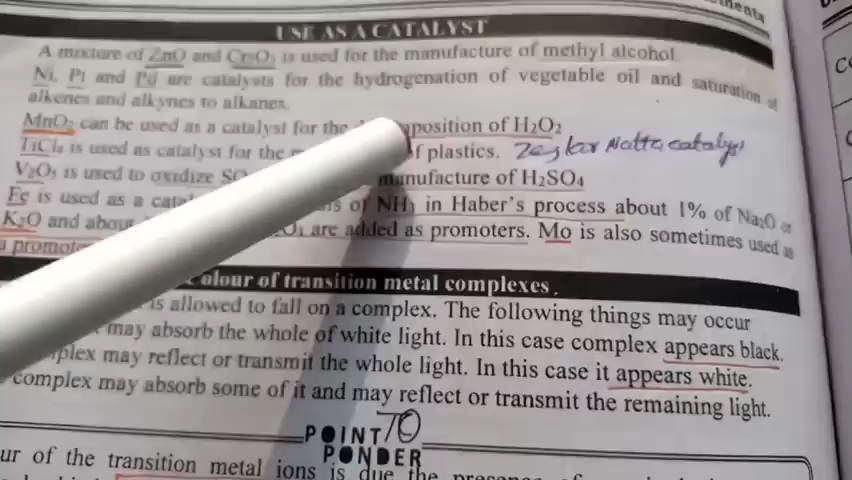 ments
USE AS A CATALYST
A mixture of ZnO and Cr₂O₃ is used for the manufacture of methyl alcohol.
Ni, Pt and Pd are catalysts for the hydrogenation of vegetable oil and saturation of
alkenes and alkynes to alkanes.
MnO₂ can be used as a catalyst for the position of H₂O₂
TiCl₄ is used as catalyst for the f plastics. Zeglar Natta catalyst
V₂O₅ is used to oxidize SO manufacture of H₂SO₄
Fe is used as a cata s of NH₃ in Haber's process about 1% of Na₂O or
K₂O and about O₃ are added as promoters. Mo is also sometimes used as
a promote
olour of transition metal complexes.
is allowed to fall on a complex. The following things may occur
may absorb the whole of white light. In this case complex appears black.
plex may reflect or transmit the whole light. In this case it appears white.
complex may absorb some of it and may reflect or transmit the remaining light.
POINT TO
PONDER
ur of the transition metal ions is due the